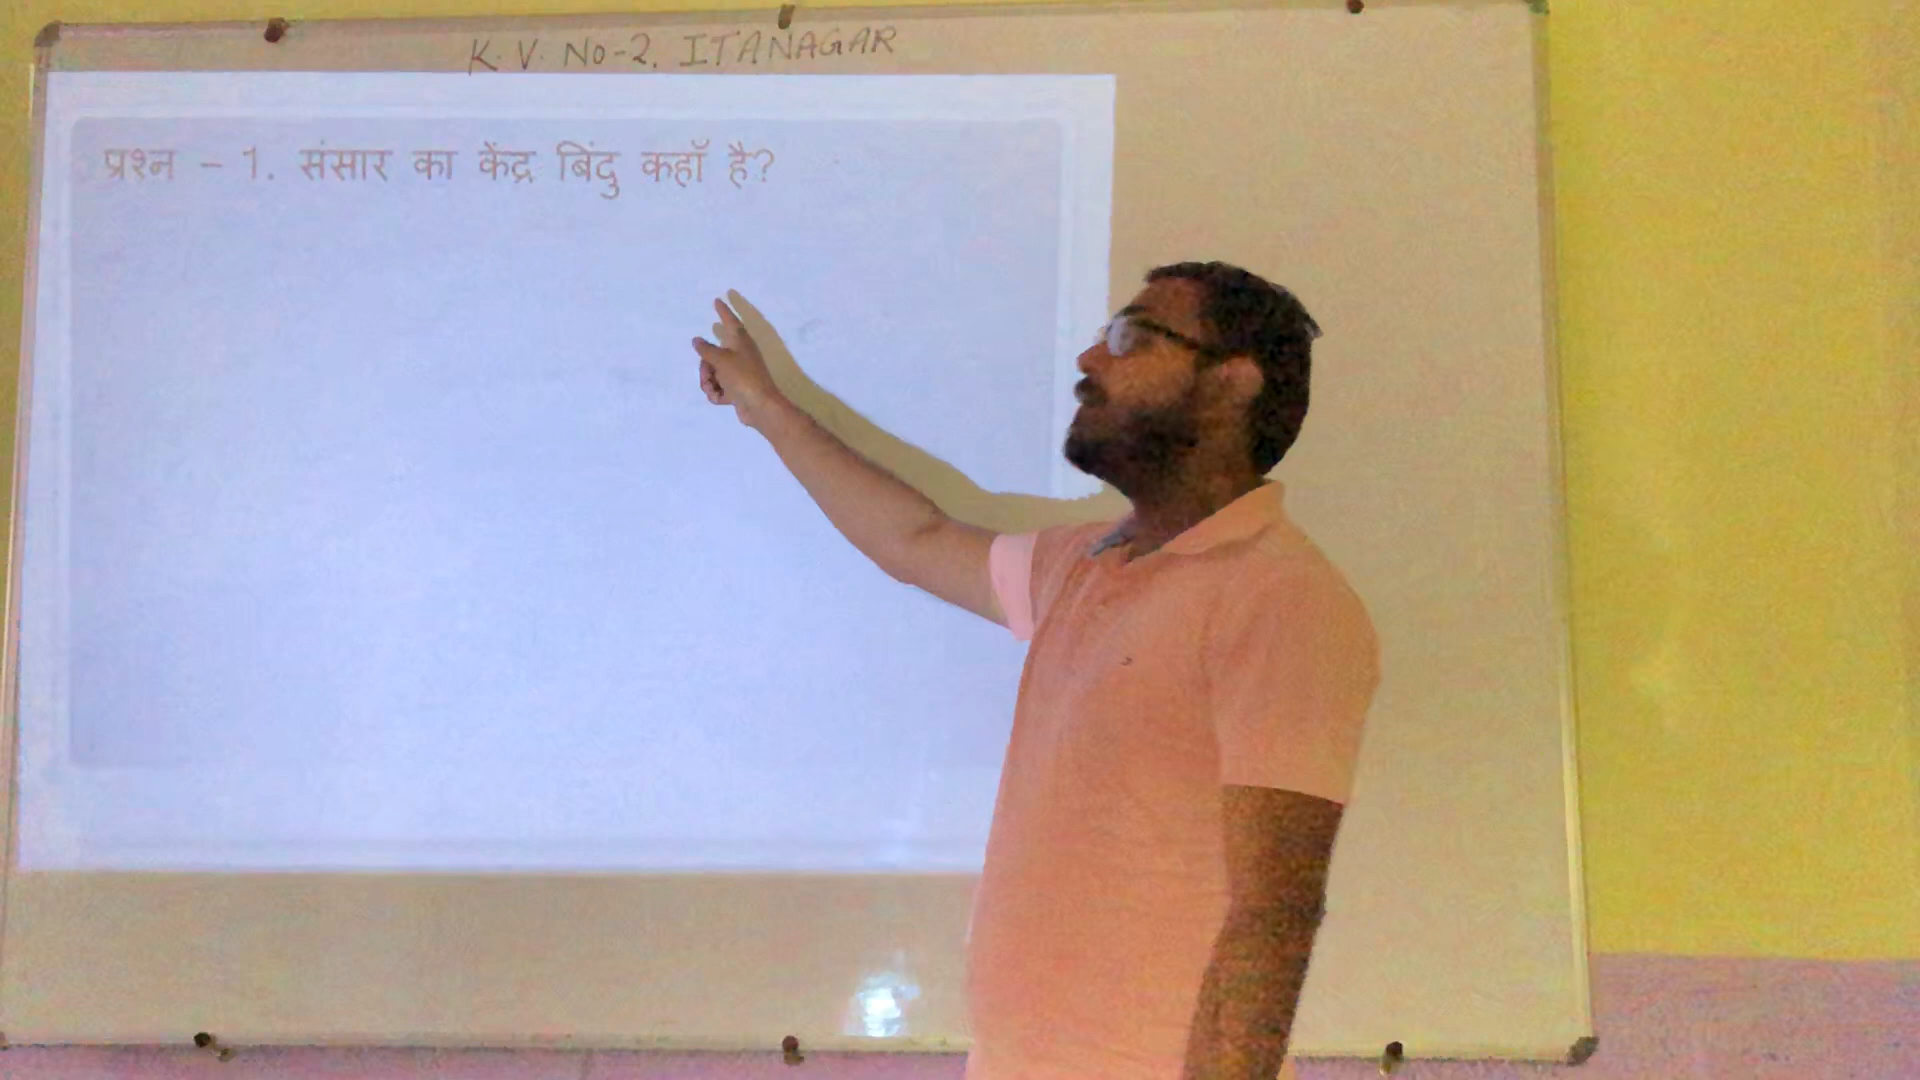 K. V. No-2. ITANAGAR
प्रश्न – 1. संसार का केंद्र बिंदु कहाँ है?